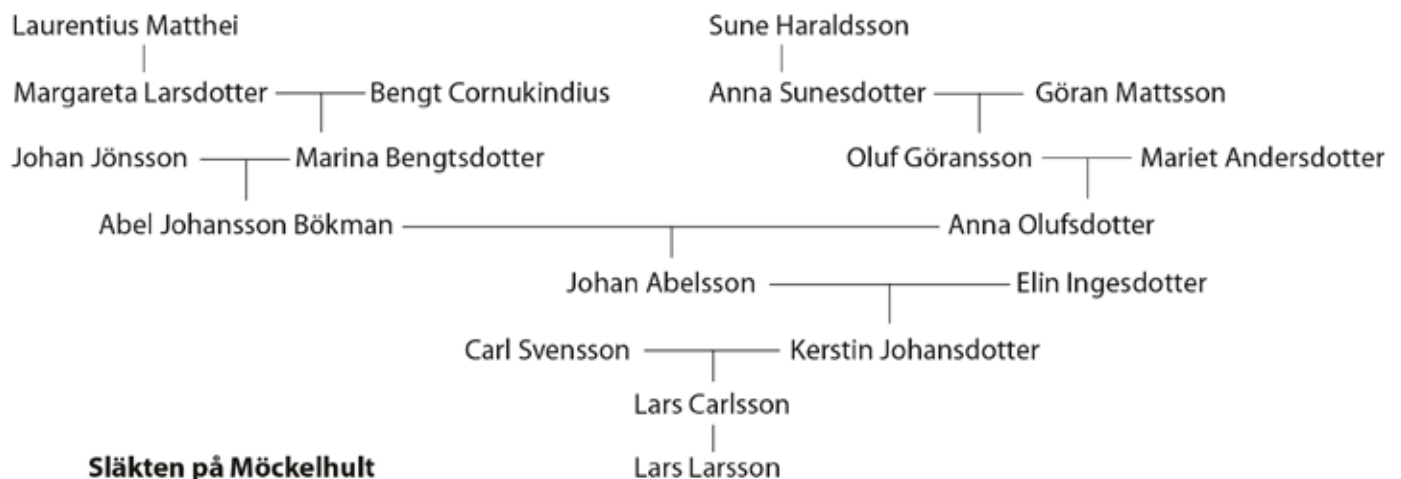 Laurentius Matthei Sune Haraldsson
Margareta Larsdotter Bengt Cornukindius Anna Sunesdotter Göran Mattsson
Johan Jönsson Marina Bengtsdotter Oluf Göransson Mariet Andersdotter
Abel Johansson Bökman Anna Olufsdotter
Johan Abelsson Elin Ingesdotter
Carl Svensson Kerstin Johansdotter
Lars Carlsson
Släkten på Möckelhult Lars Larsson